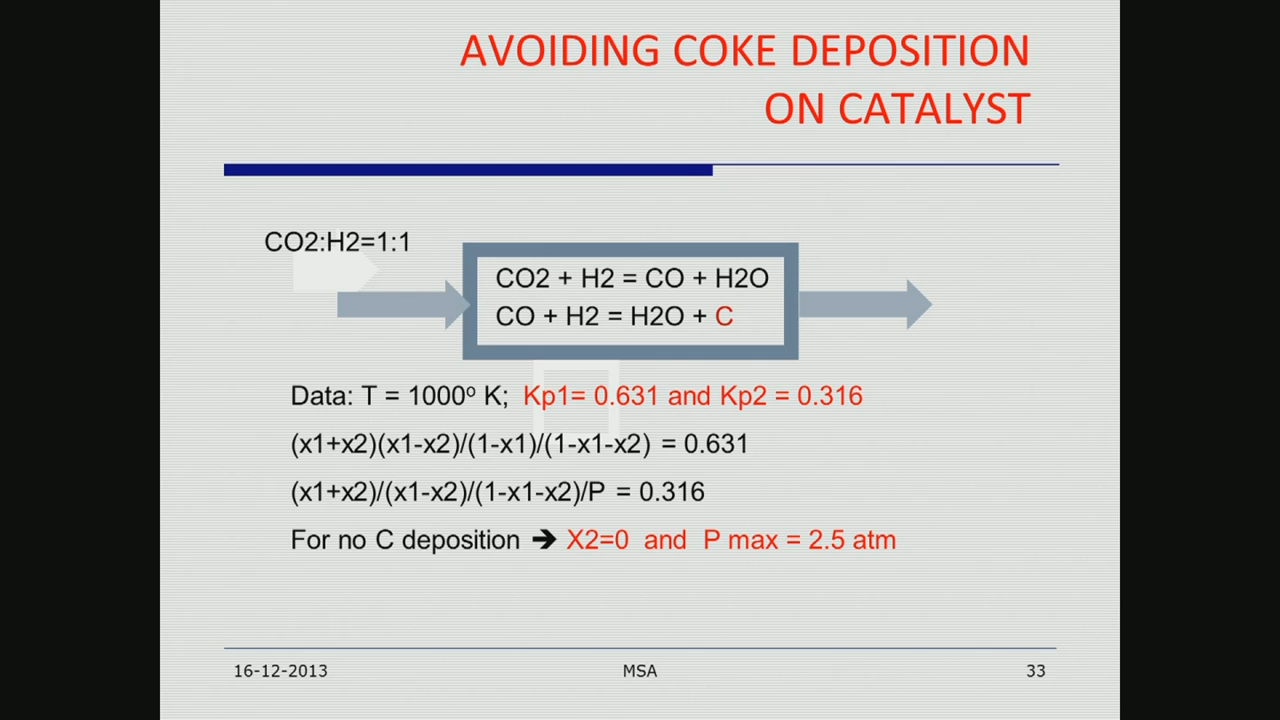 AVOIDING COKE DEPOSITION
ON CATALYST
CO2:H2=1:1
CO2 + H2 = CO + H2O
CO + H2 = H2O + C
Data: T = 1000º K; Kp1= 0.631 and Kp2 = 0.316
(x1+x2)(x1-x2)/(1-x1)/(1-x1-x2) = 0.631
(x1+x2)/(x1-x2)/(1-x1-x2)/P = 0.316
For no C deposition ➔ X2=0 and P max = 2.5 atm
16-12-2013 MSA 33